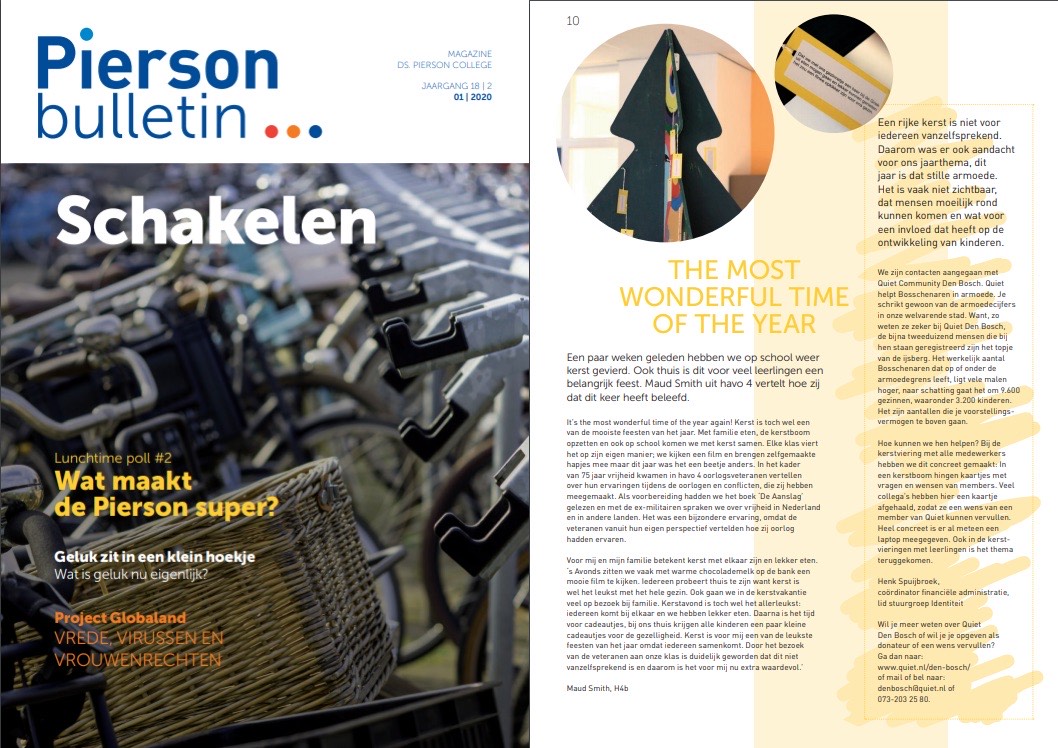 Pierson
bulletin
MAGAZINE
DS. PIERSON COLLEGE
JAARGANG 18 | 2
01 | 2020
Schakelen
Lunchtime poll #2
Wat maakt
de Pierson super?
Geluk zit in een klein hoekje
Wat is geluk nu eigenlijk?
Project Globaland
VREDE, VIRUSSEN EN
VROUWENRECHTEN
10
THE MOST
WONDERFUL TIME
OF THE YEAR
Een paar weken geleden hebben we op school weer
kerst gevierd. Ook thuis is dit voor veel leerlingen een
belangrijk feest. Maud Smith uit havo 4 vertelt hoe zij
dat dit keer heeft beleefd.
It's the most wonderful time of the year again! Kerst is toch wel een
van de mooiste feesten van het jaar. Met familie eten, de kerstboom
opzetten en ook op school komen we met kerst samen. Elke klas viert
het op zijn eigen manier; we kijken een film en brengen zelfgemaakte
hapjes mee maar dit jaar was het een beetje anders. In het kader
van 75 jaar vrijheid kwamen in havo 4 oorlogsveteranen vertellen
over hun ervaringen tijdens de oorlogen en conflicten, die zij hebben
meegemaakt. Als voorbereiding hadden we het boek 'De Aanslag'
gelezen en met de ex-militairen spraken we over vrijheid in Nederland
en in andere landen. Het was een bijzondere ervaring, omdat de
veteranen vanuit hun eigen perspectief vertelden hoe zij oorlog
hadden ervaren.
Voor mij en mijn familie betekent kerst met elkaar zijn en lekker eten.
's Avonds zitten we vaak met warme chocolademelk op de bank een
mooie film te kijken. Iedereen probeert thuis te zijn want kerst is
wel het leukst met het hele gezin. Ook gaan we in de kerstvakantie
veel op bezoek bij familie. Kerstavond is toch wel het allerleukst:
iedereen komt bij elkaar en we hebben lekker eten. Daarna is het tijd
voor cadeautjes, bij ons thuis krijgen alle kinderen een paar kleine
cadeautjes voor de gezelligheid. Kerst is voor mij een van de leukste
feesten van het jaar omdat iedereen samenkomt. Door het bezoek
van de veteranen aan onze klas is duidelijk geworden dat dit niet
vanzelfsprekend is en daarom is het voor mij nu extra waardevol.'
Maud Smith, H4b
Een rijke kerst is niet voor
iedereen vanzelfsprekend.
Daarom was er ook aandacht
voor ons jaarthema, dit
jaar is dat stille armoede.
Het is vaak niet zichtbaar,
dat mensen moeilijk rond
kunnen komen en wat voor
een invloed dat heeft op de
ontwikkeling van kinderen.
We zijn contacten aangegaan met
Quiet Community Den Bosch. Quiet
helpt Bosschenaren in armoede. Je
schrikt gewoon van de armoedecijfers
in onze welvarende stad. Want, zo
weten ze zeker bij Quiet Den Bosch,
de bijna tweeduizend mensen die bij
hen staan geregistreerd zijn het topje
van de ijsberg. Het werkelijk aantal
Bosschenaren dat op of onder de
armoedegrens leeft, ligt vele malen
hoger, naar schatting gaat het om 9.600
gezinnen, waaronder 3.200 kinderen.
Het zijn aantallen die je voorstellings-
vermogen te boven gaan.
Hoe kunnen we hen helpen? Bij de
kerstviering met alle medewerkers
hebben we dit concreet gemaakt: In
een kerstboom hingen kaartjes met
vragen en wensen van members. Veel
collega's hebben hier een kaartje
afgehaald, zodat ze een wens van een
member van Quiet kunnen vervullen.
Heel concreet is er al meteen een
laptop meegegeven. Ook in de kerst-
vieringen met leerlingen is het thema
teruggekomen.
Henk Spuijbroek,
coördinator financiële administratie,
lid stuurgroep Identiteit
Wil je meer weten over Quiet
Den Bosch of wil je je opgeven als
donateur of een wens vervullen?
Ga dan naar:
www.quiet.nl/den-bosch/
of mail of bel naar:
denbosch@quiet.nl of
073-203 25 80.